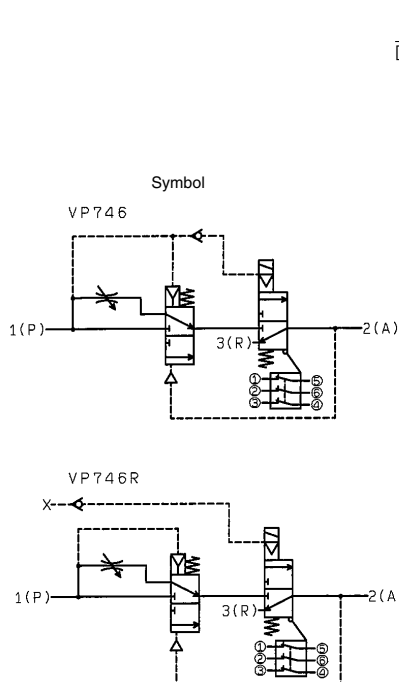 Symbol
VP746
1(P)
3(R)
2(A)
① ⑤
② ⑥
③ ④
VP746R
X
1(P)
3(R)
2(A
① ⑤
② ⑥
③ ④